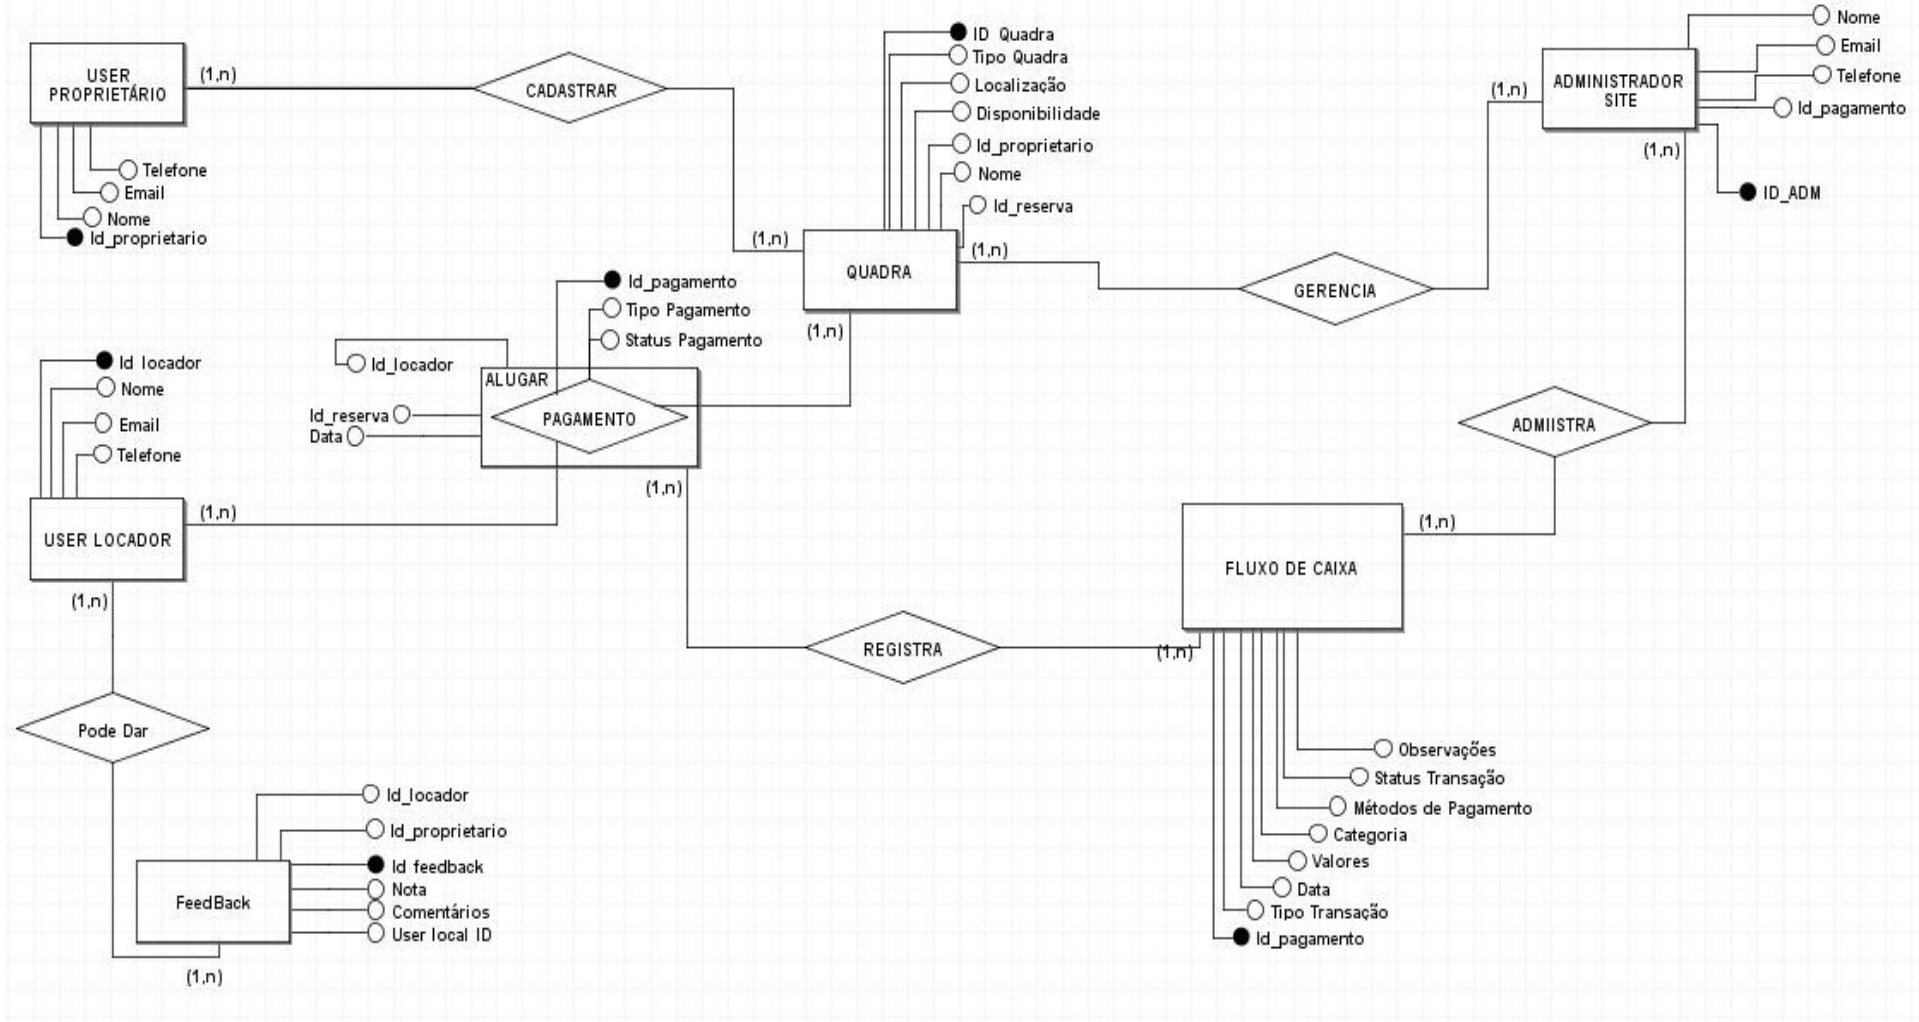 USER
PROPRIETÁRIO
(1,n)
Telefone
Email
Nome
Id_proprietario
CADASTRAR
(1,n)
ID Quadra
Tipo Quadra
Localização
Disponibilidade
Id_proprietario
Nome
Id_reserva
QUADRA
(1,n)
(1,n)
GERENCIA
(1,n)
ADMINISTRADOR
SITE
Nome
Email
Telefone
Id_pagamento
ID_ADM
(1,n)
Id_pagamento
Tipo Pagamento
Status Pagamento
Id_locador
Id_reserva
Data
ALUGAR
PAGAMENTO
(1,n)
Id locador
Nome
Email
Telefone
USER LOCADOR
(1,n)
(1,n)
ADMIISTRA
(1,n)
FLUXO DE CAIXA
REGISTRA
(1,n)
Observações
Status Transação
Métodos de Pagamento
Categoria
Valores
Data
Tipo Transação
Id_pagamento
Pode Dar
Id_locador
Id_proprietario
Id feedback
Nota
Comentários
User local ID
FeedBack
(1,n)